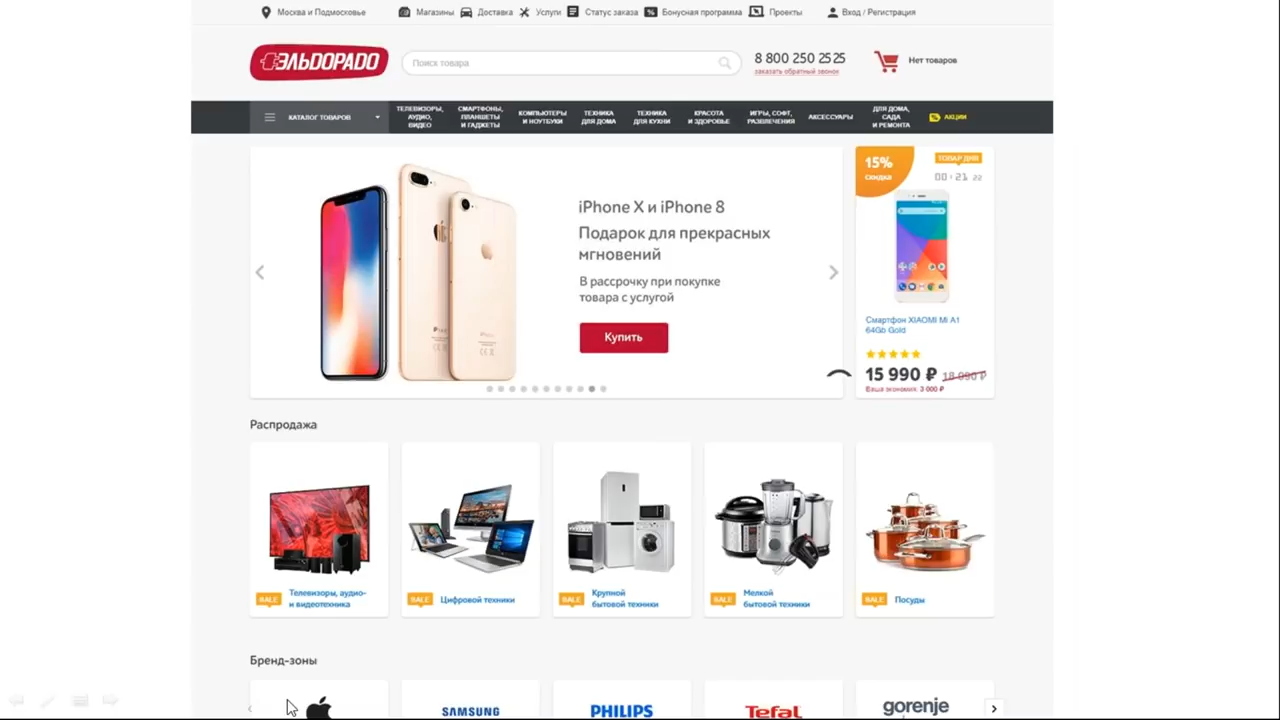 Москва и Подмосковье
Магазины
Доставка
Услуги
Статус заказа
Бонусная программа
Проекты
Вход / Регистрация
ЭЛЬДОРАДО
Поиск товара
8 800 250 25 25
заказать обратный звонок
Нет товаров
КАТАЛОГ ТОВАРОВ
ТЕЛЕВИЗОРЫ,
АУДИО,
ВИДЕО
СМАРТФОНЫ,
ПЛАНШЕТЫ
И ГАДЖЕТЫ
КОМПЬЮТЕРЫ
И НОУТБУКИ
ТЕХНИКА
ДЛЯ ДОМА
ТЕХНИКА
ДЛЯ КУХНИ
КРАСОТА
И ЗДОРОВЬЕ
ИГРЫ, СОФТ,
РАЗВЛЕЧЕНИЯ
АКСЕССУАРЫ
ДЛЯ ДОМА,
САДА
И РЕМОНТА
АКЦИИ
iPhone X и iPhone 8
Подарок для прекрасных
мгновений
В рассрочку при покупке
товара с услугой
Купить
15%
СКИДКА
ТОВАР ДНЯ
00 : 21 22
Смартфон XIAOMI Mi A1
64Gb Gold
15 990 ₽ 18 990 ₽
Ваша экономия: 3 000 ₽
Распродажа
SALE
Телевизоры, аудио-
и видеотехника
SALE
Цифровой техники
SALE
Крупной
бытовой техники
SALE
Мелкой
бытовой техники
SALE
Посуды
Бренд-зоны
SAMSUNG
PHILIPS
Tefal
gorenje